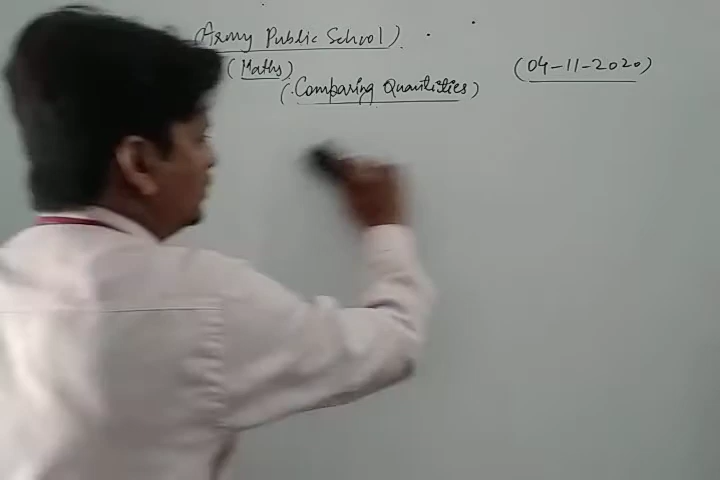 (Army Public School)
(Maths)
(04-11-2020)
(Comparing Quantities)